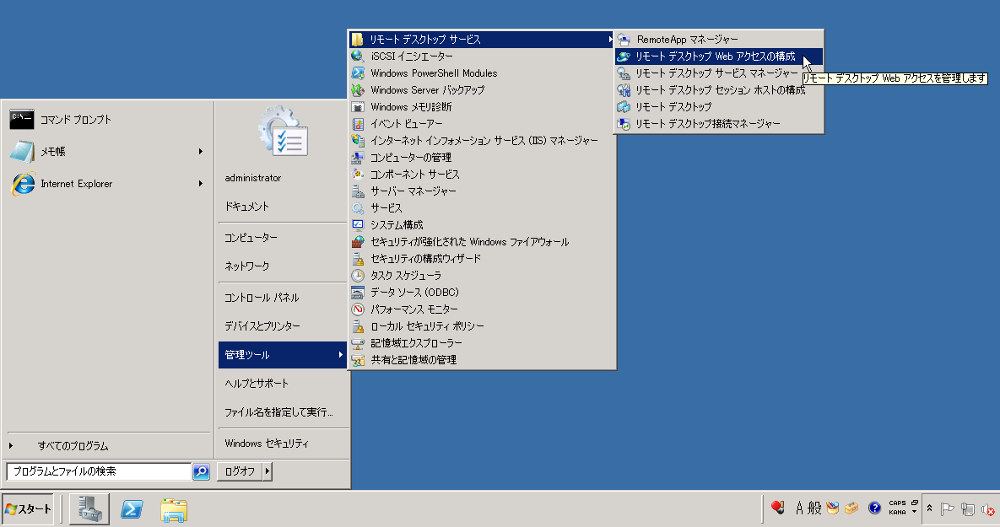 コマンド プロンプト
メモ帳
Internet Explorer
すべてのプログラム
プログラムとファイルの検索
administrator
ドキュメント
コンピューター
ネットワーク
コントロール パネル
デバイスとプリンター
管理ツール
ヘルプとサポート
ファイル名を指定して実行...
Windows セキュリティ
ログオフ
リモート デスクトップ サービス
iSCSI イニシエーター
Windows PowerShell Modules
Windows Server バックアップ
Windows メモリ診断
イベント ビューアー
インターネット インフォメーション サービス (IIS) マネージャー
コンピューターの管理
コンポーネント サービス
サーバー マネージャー
サービス
システム構成
セキュリティが強化された Windows ファイアウォール
セキュリティの構成ウィザード
タスク スケジューラ
データ ソース (ODBC)
パフォーマンス モニター
ローカル セキュリティ ポリシー
記憶域エクスプローラー
共有と記憶域の管理
RemoteApp マネージャー
リモート デスクトップ Web アクセスの構成
リモート デスクトップ サービス マネージャー
リモート デスクトップ Web アクセスを管理します
リモート デスクトップ セッション ホストの構成
リモート デスクトップ
リモート デスクトップ接続マネージャー
スタート
A 般
CAPS
KANA